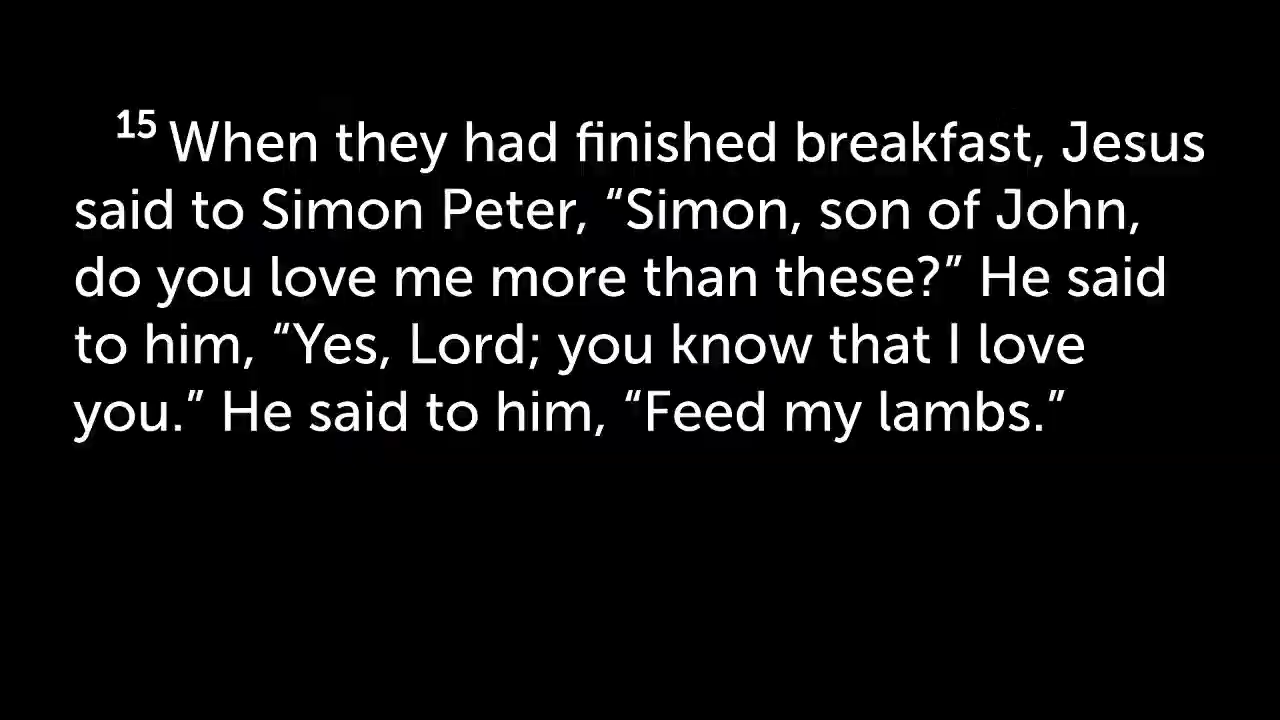 15 When they had finished breakfast, Jesus
said to Simon Peter, “Simon, son of John,
do you love me more than these?” He said
to him, “Yes, Lord; you know that I love
you.” He said to him, “Feed my lambs.”